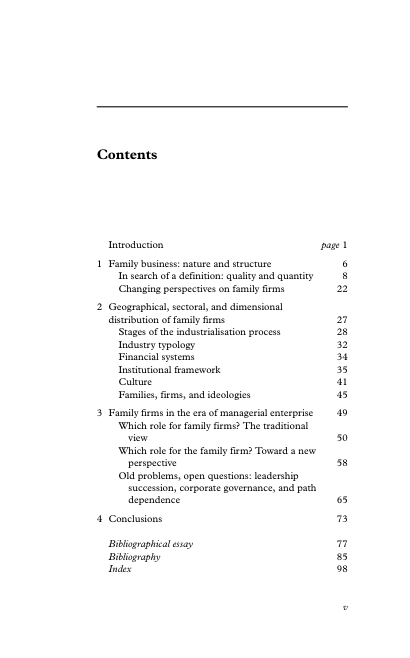 Contents
Introduction page 1
1 Family business: nature and structure 6
In search of a definition: quality and quantity 8
Changing perspectives on family firms 22
2 Geographical, sectoral, and dimensional
distribution of family firms 27
Stages of the industrialisation process 28
Industry typology 32
Financial systems 34
Institutional framework 35
Culture 41
Families, firms, and ideologies 45
3 Family firms in the era of managerial enterprise 49
Which role for family firms? The traditional
view 50
Which role for the family firm? Toward a new
perspective 58
Old problems, open questions: leadership
succession, corporate governance, and path
dependence 65
4 Conclusions 73
Bibliographical essay 77
Bibliography 85
Index 98
v